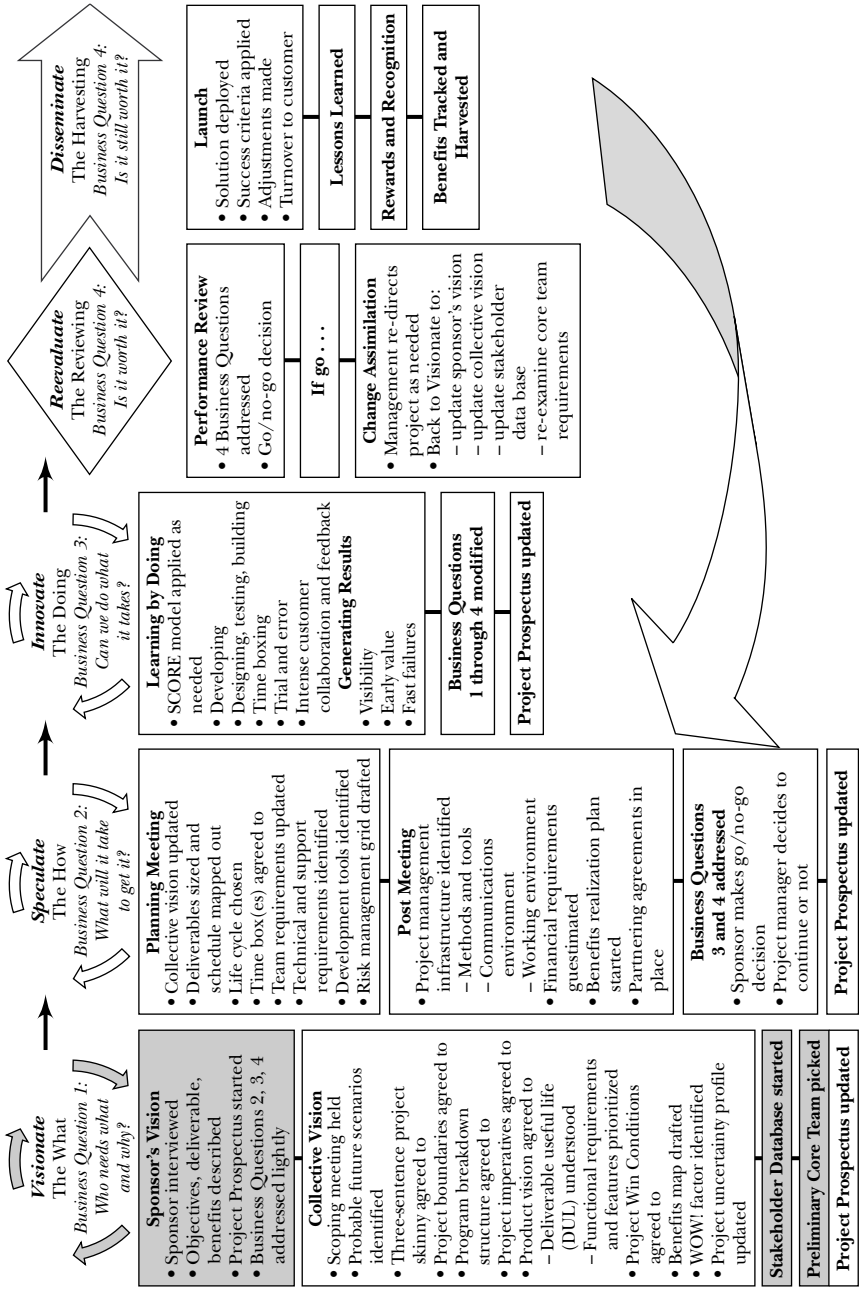 Visionate
The What
Business Question 1:
Who needs what
and why?
Sponsor's Vision
• Sponsor interviewed
• Objectives, deliverable,
benefits described
• Project Prospectus started
• Business Questions 2, 3, 4
addressed lightly
Collective Vision
• Scoping meeting held
• Probable future scenarios
identified
• Three-sentence project
skinny agreed to
• Project boundaries agreed to
• Program breakdown
structure agreed to
• Project imperatives agreed to
• Product vision agreed to
– Deliverable useful life
(DUL) understood
– Functional requirements
and features prioritized
• Project Win Conditions
agreed to
• Benefits map drafted
• WOW! factor identified
• Project uncertainty profile
updated
Stakeholder Database started
Preliminary Core Team picked
Project Prospectus updated
Speculate
The How
Business Question 2:
What will it take
to get it?
Planning Meeting
• Collective vision updated
• Deliverables sized and
schedule mapped out
• Life cycle chosen
• Time box(es) agreed to
• Team requirements updated
• Technical and support
requirements identified
• Development tools identified
• Risk management grid drafted
Post Meeting
• Project management
infrastructure identified
– Methods and tools
– Communications
environment
– Working environment
• Financial requirements
guestimated
• Benefits realization plan
started
• Partnering agreements in
place
Business Questions
3 and 4 addressed
• Sponsor makes go/no-go
decision
• Project manager decides to
continue or not
Project Prospectus updated
Innovate
The Doing
Business Question 3:
Can we do what
it takes?
Learning by Doing
• SCORE model applied as
needed
• Developing
• Designing, testing, building
• Time boxing
• Trial and error
• Intense customer
collaboration and feedback
Generating Results
• Visibility
• Early value
• Fast failures
Business Questions
1 through 4 modified
Project Prospectus updated
Reevaluate
The Reviewing
Business Question 4:
Is it worth it?
Performance Review
• 4 Business Questions
addressed
• Go/no-go decision
If go . . .
Change Assimilation
• Management re-directs
project as needed
• Back to Visionate to:
– update sponsor's vision
– update collective vision
– update stakeholder
data base
– re-examine core team
requirements
Disseminate
The Harvesting
Business Question 4:
Is it still worth it?
Launch
• Solution deployed
• Success criteria applied
• Adjustments made
• Turnover to customer
Lessons Learned
Rewards and Recognition
Benefits Tracked and
Harvested